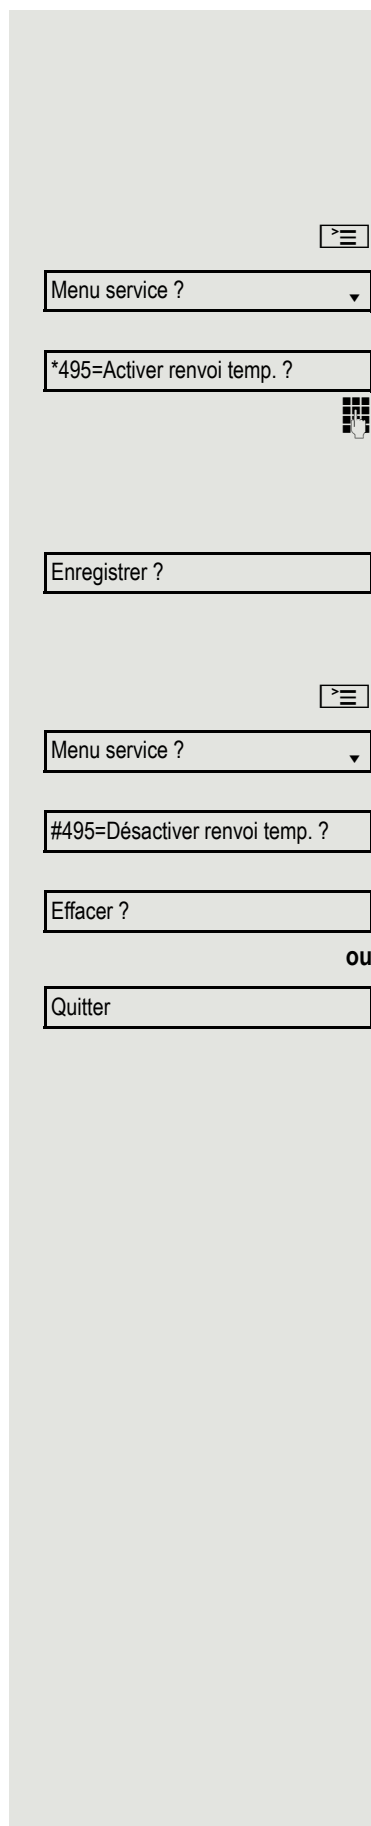 Menu service ?
*495=Activer renvoi temp. ?
Enregistrer ?
Menu service ?
#495=Désactiver renvoi temp. ?
Effacer ?
ou
Quitter